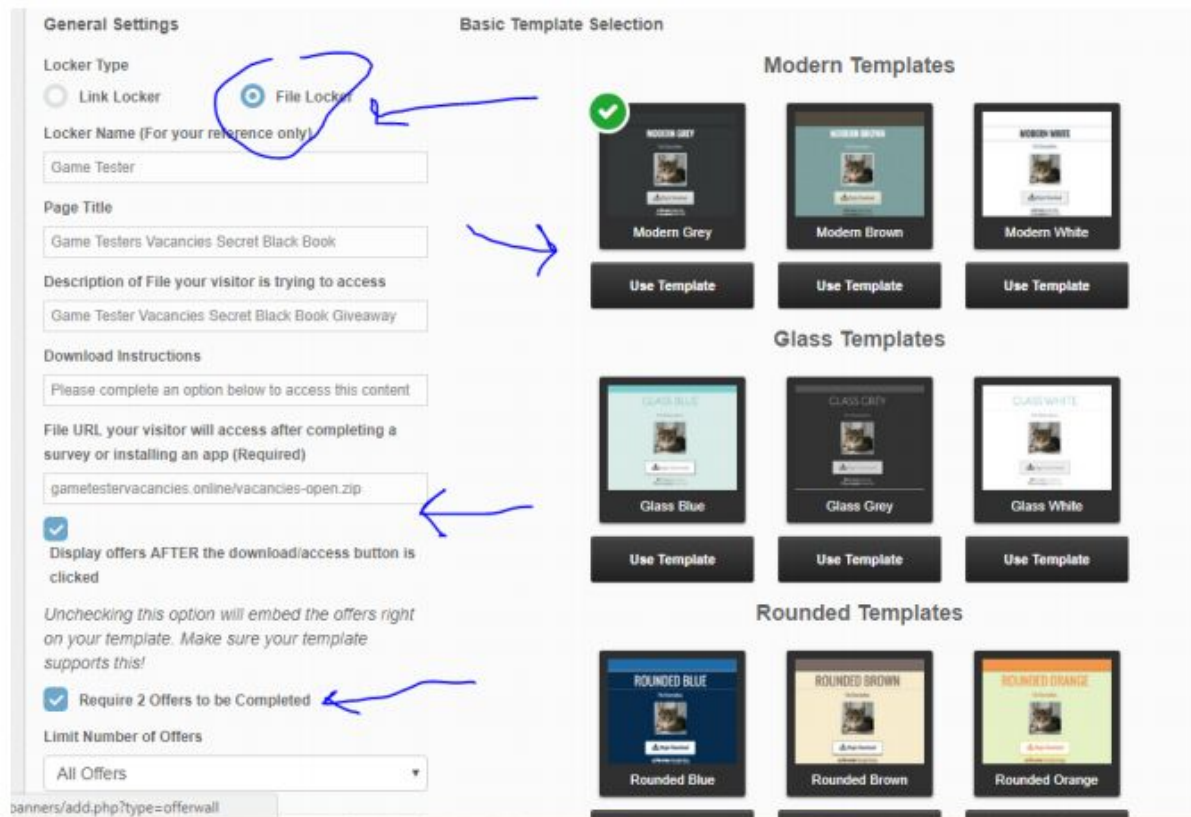 General Settings
Basic Template Selection
Locker Type
Link Locker
File Locker
Locker Name (For your reference only)
Game Tester
Page Title
Game Testers Vacancies Secret Black Book
Description of File your visitor is trying to access
Game Tester Vacancies Secret Black Book Giveaway
Download Instructions
Please complete an option below to access this content
File URL your visitor will access after completing a
survey or installing an app (Required)
gametestervacancies.online/vacancies-open.zip
Display offers AFTER the download/access button is
clicked
Unchecking this option will embed the offers right
on your template. Make sure your template
supports this!
Require 2 Offers to be Completed
Limit Number of Offers
All Offers
banners/add.php?type=offerwall
Modern Templates
MODERN GREY
MODERN BROWN
MODERN WHITE
Modern Grey
Modern Brown
Modern White
Use Template
Use Template
Use Template
Glass Templates
GLASS BLUE
GLASS GREY
GLASS WHITE
Glass Blue
Glass Grey
Glass White
Use Template
Use Template
Use Template
Rounded Templates
ROUNDED BLUE
ROUNDED BROWN
ROUNDED ORANGE
Rounded Blue
Rounded Brown
Rounded Orange